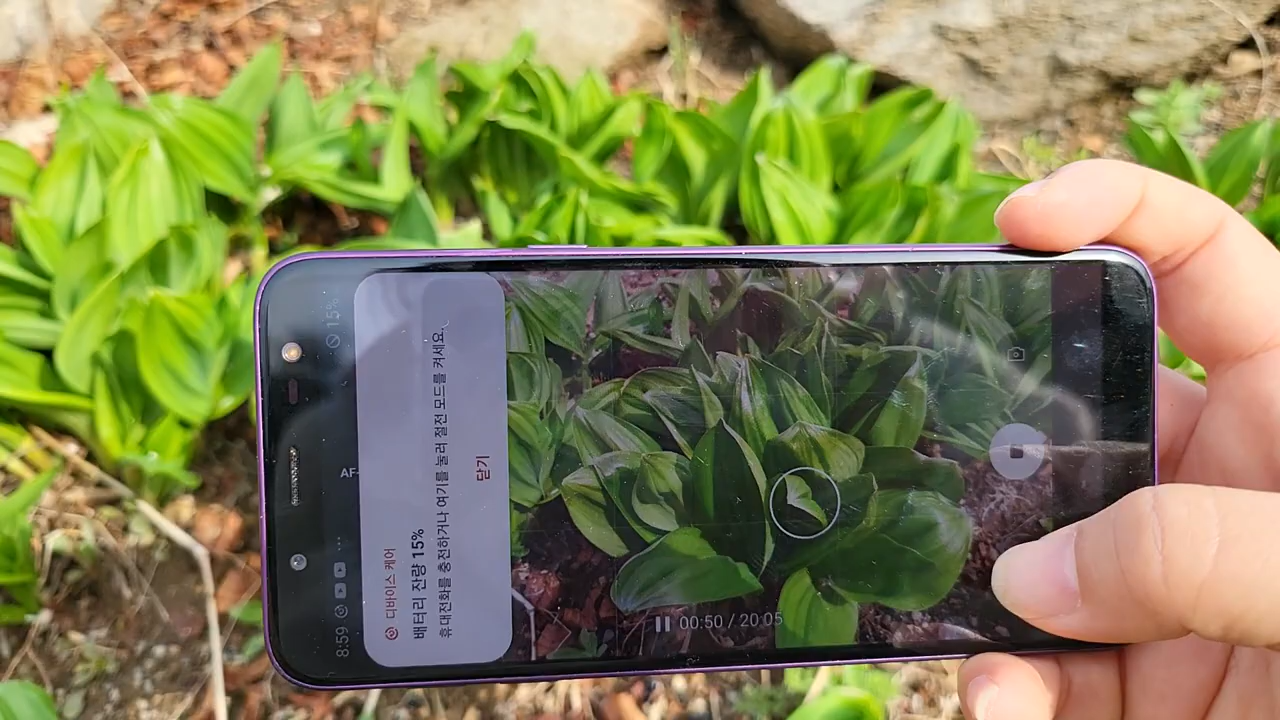 8:59
15%
디바이스 케어
배터리 잔량 15%
휴대전화를 충전하거나 여기를 눌러 절전 모드를 켜세요.
닫기
AF-
00:50 / 20:05